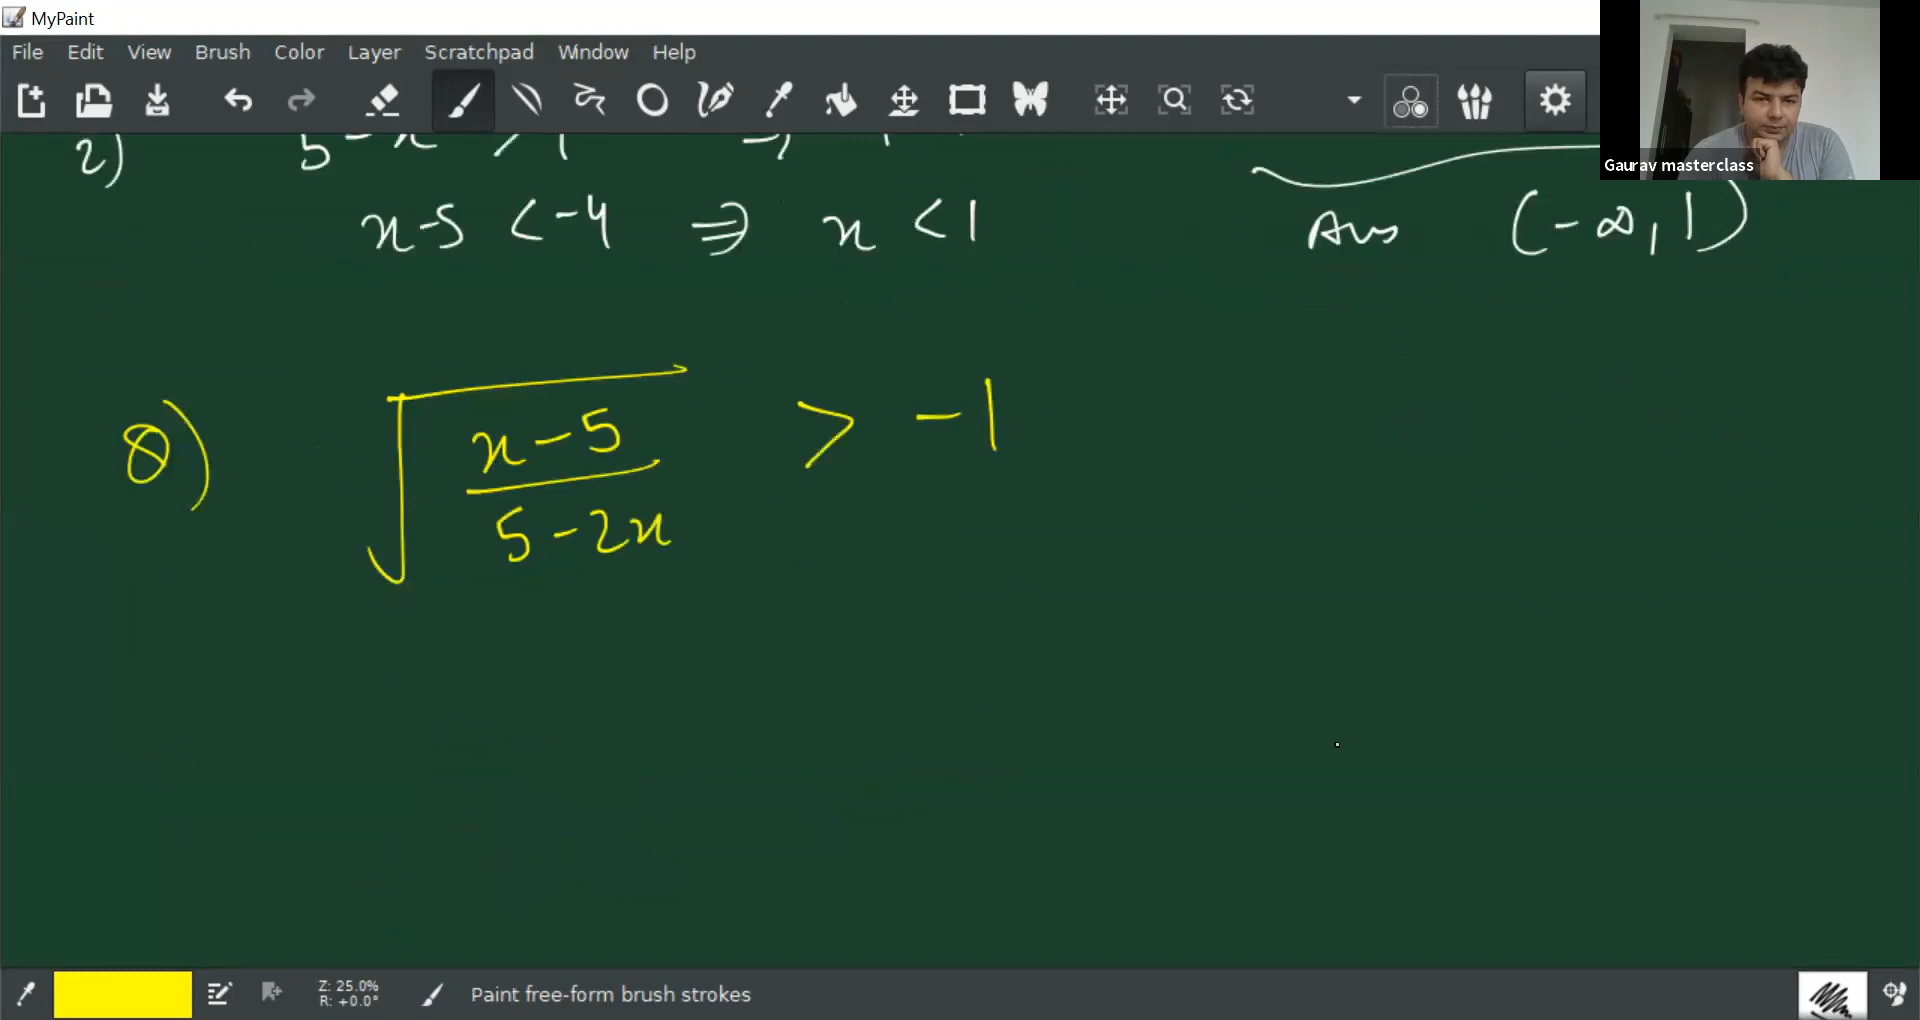 MyPaint
File Edit View Brush Color Layer Scratchpad Window Help
Gaurav masterclass
2) 5-x >
x-5 < -4 ⇒ x < 1 Ans (-∞, 1)
Q) √((x-5)/(5-2x)) > -1
Z: 25.0%
R: +0.0°
Paint free-form brush strokes